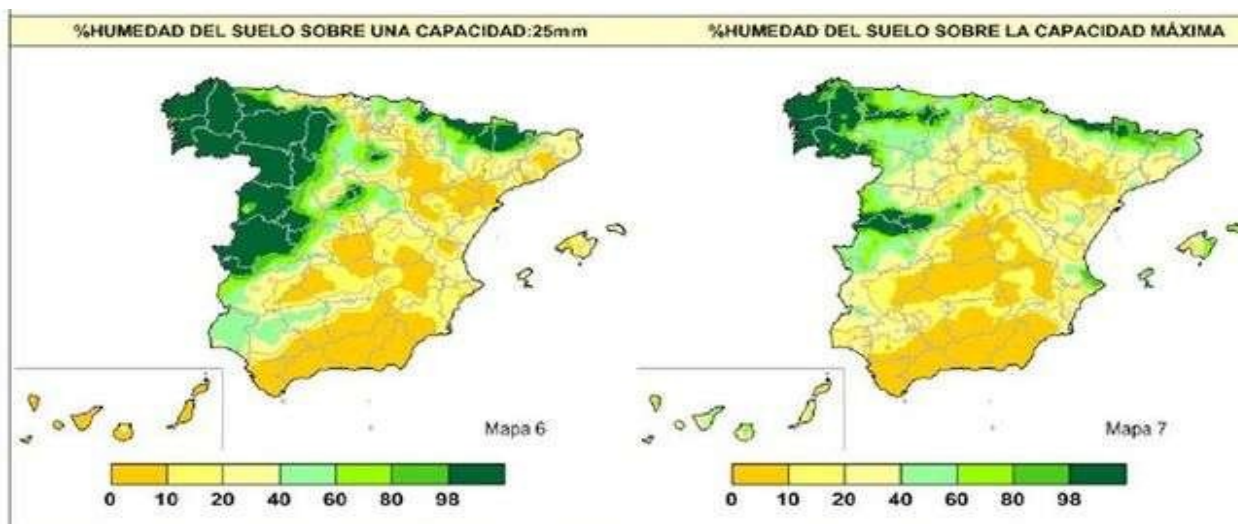 %HUMEDAD DEL SUELO SOBRE UNA CAPACIDAD:25mm
Mapa 6
0 10 20 40 60 80 98
%HUMEDAD DEL SUELO SOBRE LA CAPACIDAD MÁXIMA
Mapa 7
0 10 20 40 60 80 98